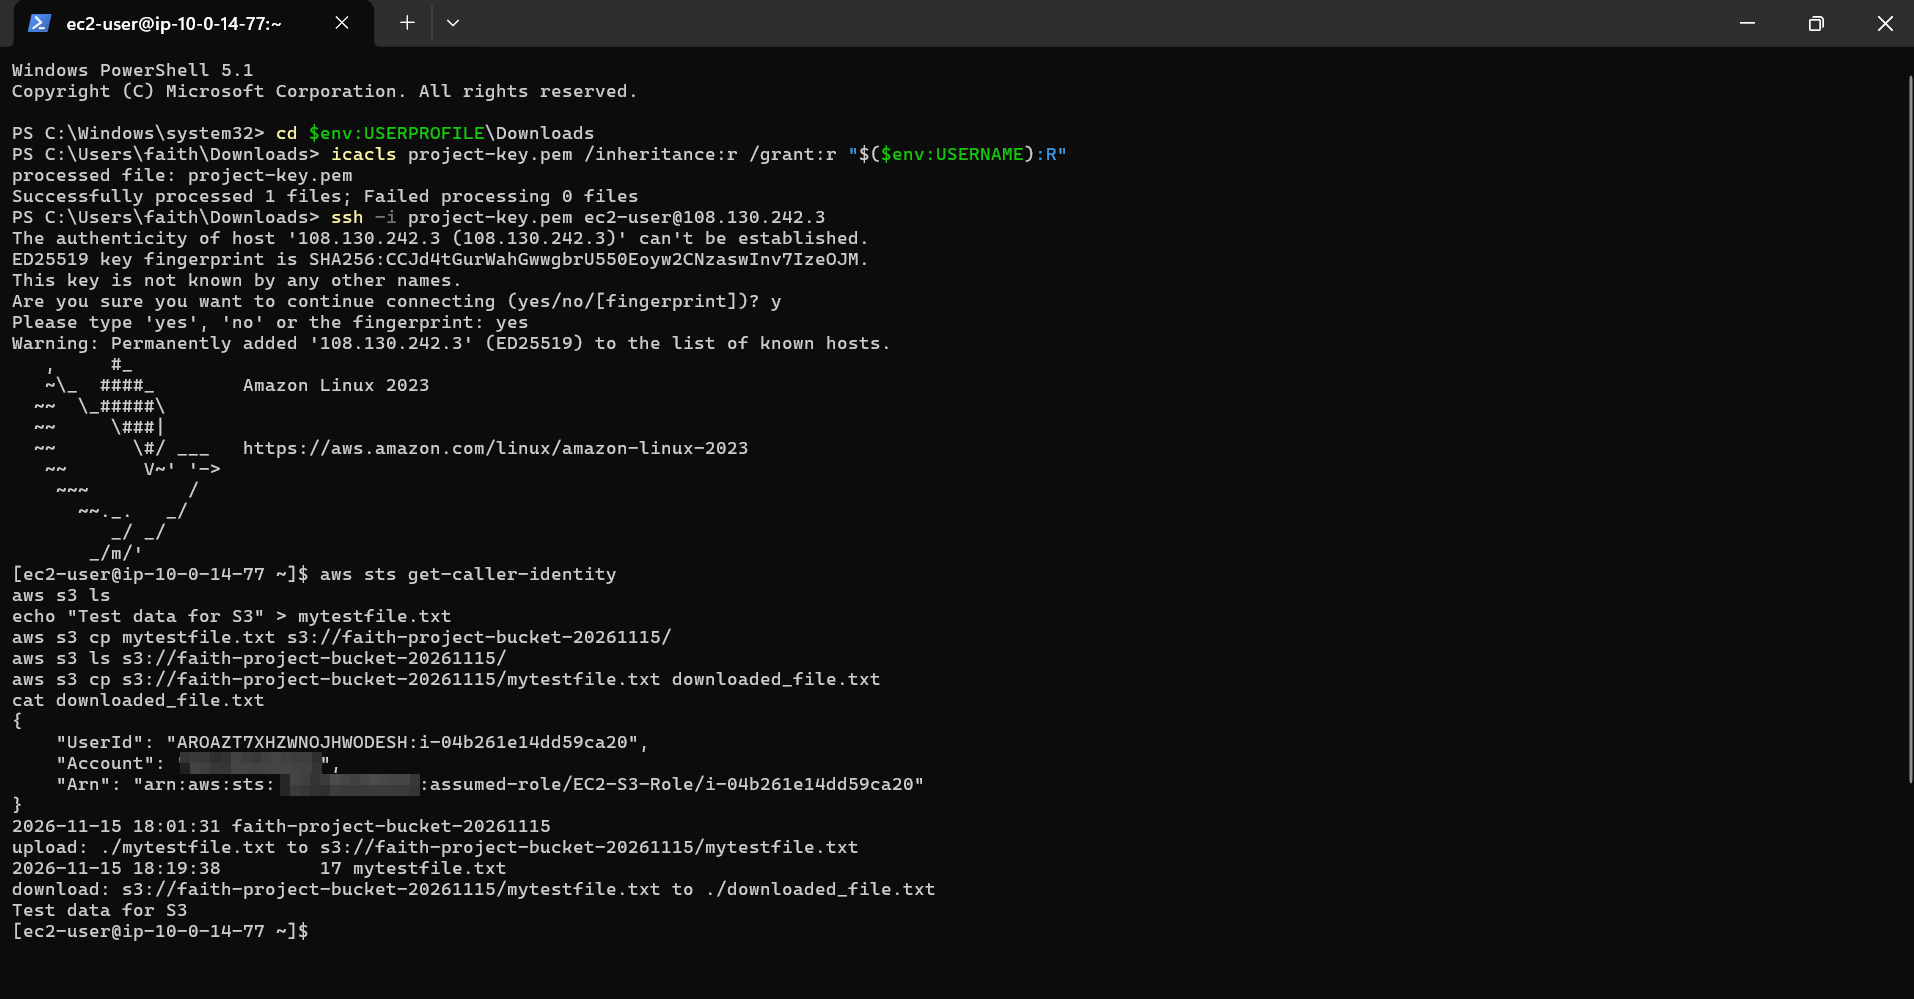 ec2-user@ip-10-0-14-77:~
Windows PowerShell 5.1
Copyright (C) Microsoft Corporation. All rights reserved.
PS C:\Windows\system32> cd $env:USERPROFILE\Downloads
PS C:\Users\faith\Downloads> icacls project-key.pem /inheritance:r /grant:r "$($env:USERNAME):R"
processed file: project-key.pem
Successfully processed 1 files; Failed processing 0 files
PS C:\Users\faith\Downloads> ssh -i project-key.pem ec2-user@108.130.242.3
The authenticity of host '108.130.242.3 (108.130.242.3)' can't be established.
ED25519 key fingerprint is SHA256:CCJd4tGurWahGwwgbrU550Eoyw2CNzaswInv7IzeOJM.
This key is not known by any other names.
Are you sure you want to continue connecting (yes/no/[fingerprint])? y
Please type 'yes', 'no' or the fingerprint: yes
Warning: Permanently added '108.130.242.3' (ED25519) to the list of known hosts.
   ,     #_
   ~\_  ####_        Amazon Linux 2023
  ~~  \_#####\
  ~~     \###|
  ~~       \#/ ___   https://aws.amazon.com/linux/amazon-linux-2023
   ~~       V~' '->
    ~~~         /
      ~~._.   _/
         _/ _/
       _/m/'
[ec2-user@ip-10-0-14-77 ~]$ aws sts get-caller-identity
aws s3 ls
echo "Test data for S3" > mytestfile.txt
aws s3 cp mytestfile.txt s3://faith-project-bucket-20261115/
aws s3 ls s3://faith-project-bucket-20261115/
aws s3 cp s3://faith-project-bucket-20261115/mytestfile.txt downloaded_file.txt
cat downloaded_file.txt
{
    "UserId": "AROAZT7XHZWNOJHWODESH:i-04b261e14dd59ca20",
    "Account": "",
    "Arn": "arn:aws:sts::assumed-role/EC2-S3-Role/i-04b261e14dd59ca20"
}
2026-11-15 18:01:31 faith-project-bucket-20261115
upload: ./mytestfile.txt to s3://faith-project-bucket-20261115/mytestfile.txt
2026-11-15 18:19:38         17 mytestfile.txt
download: s3://faith-project-bucket-20261115/mytestfile.txt to ./downloaded_file.txt
Test data for S3
[ec2-user@ip-10-0-14-77 ~]$